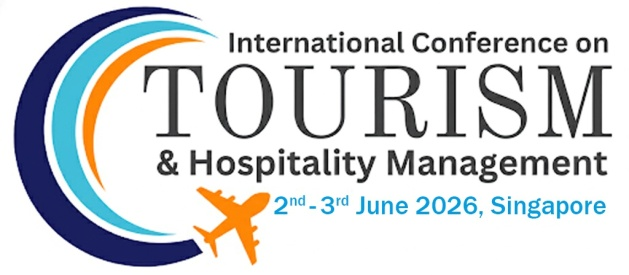 International Conference on
TOURISM
& Hospitality Management
2nd - 3rd June 2026, Singapore